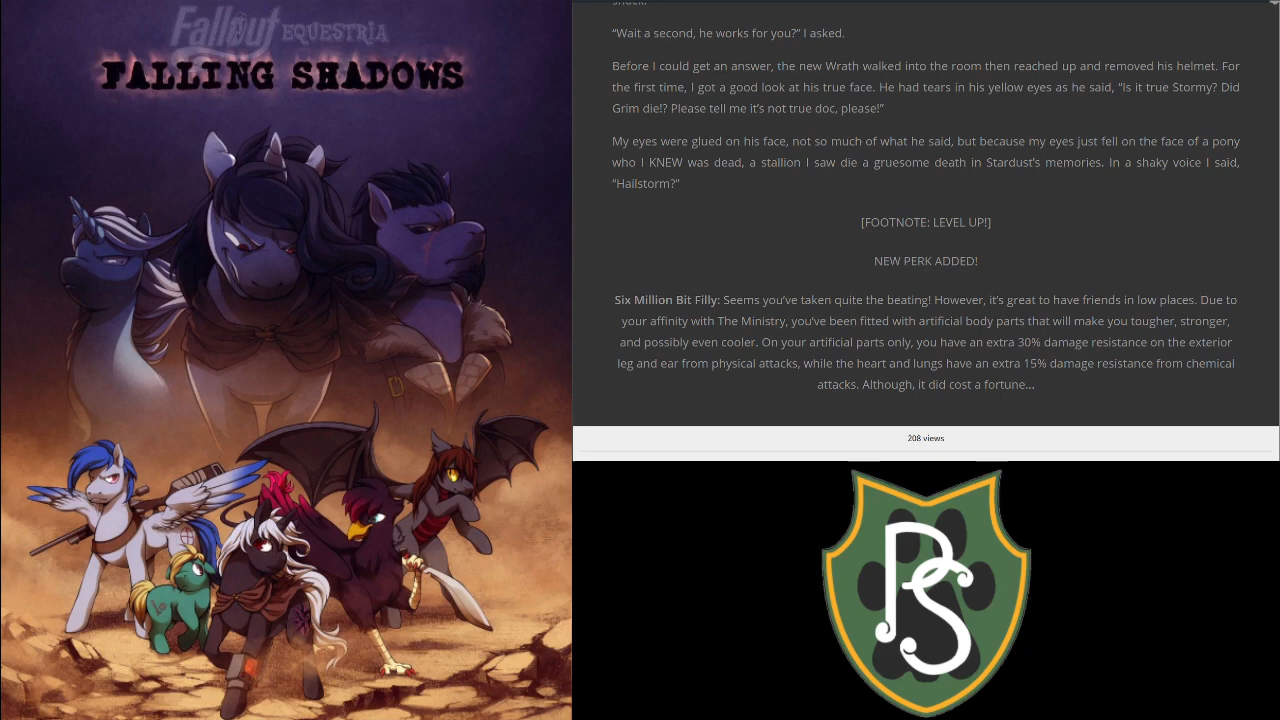 Fallout EQUESTRIA
FALLING SHADOWS
shock.
“Wait a second, he works for you?” I asked.
Before I could get an answer, the new Wrath walked into the room then reached up and removed his helmet. For
the first time, I got a good look at his true face. He had tears in his yellow eyes as he said, “Is it true Stormy? Did
Grim die!? Please tell me it’s not true doc, please!”
My eyes were glued on his face, not so much of what he said, but because my eyes just fell on the face of a pony
who I KNEW was dead, a stallion I saw die a gruesome death in Stardust’s memories. In a shaky voice I said,
“Hailstorm?”
[FOOTNOTE: LEVEL UP!]
NEW PERK ADDED!
Six Million Bit Filly: Seems you’ve taken quite the beating! However, it’s great to have friends in low places. Due to
your affinity with The Ministry, you’ve been fitted with artificial body parts that will make you tougher, stronger,
and possibly even cooler. On your artificial parts only, you have an extra 30% damage resistance on the exterior
leg and ear from physical attacks, while the heart and lungs have an extra 15% damage resistance from chemical
attacks. Although, it did cost a fortune…
208 views
PS